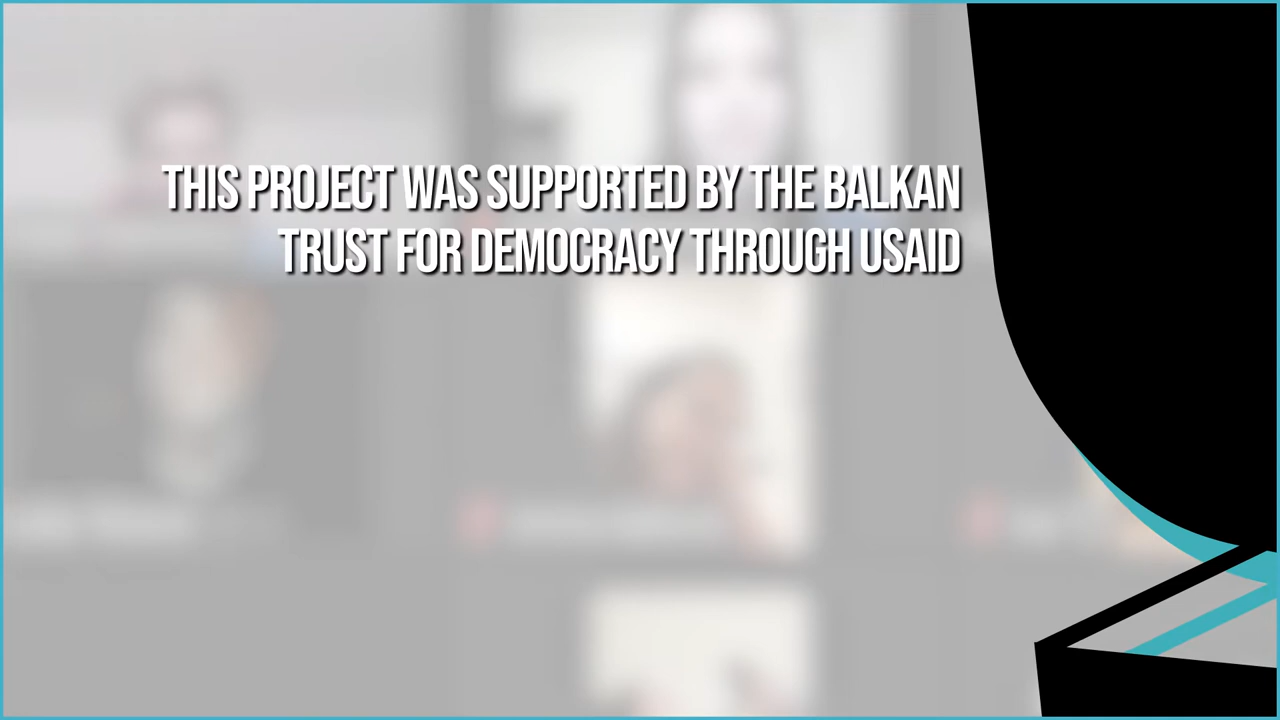 THIS PROJECT WAS SUPPORTED BY THE BALKAN
TRUST FOR DEMOCRACY THROUGH USAID